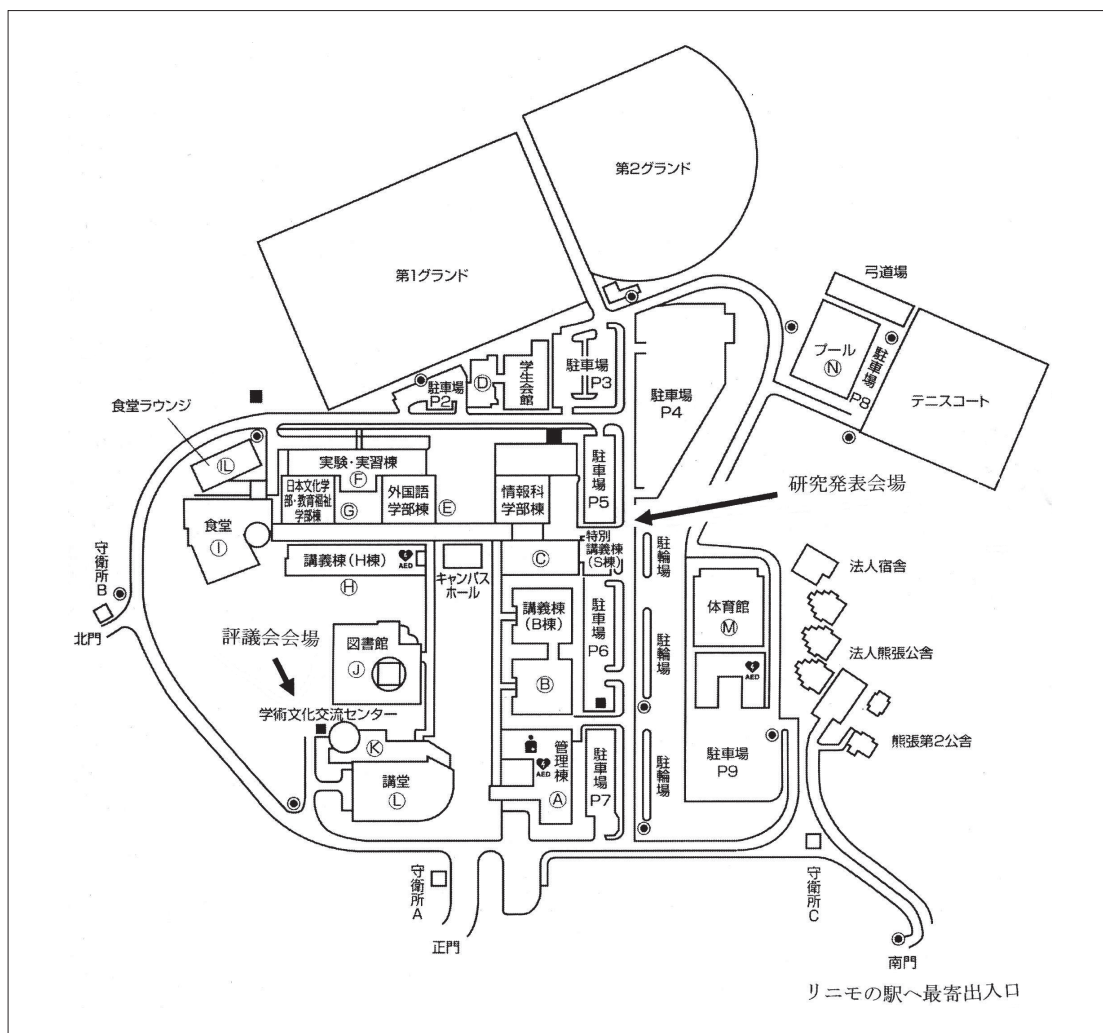 第2グランド
第1グランド
弓道場
プール
Ⓝ
駐車場
P8
テニスコート
駐車場
P3
学生会館
Ⓓ
駐車場
P2
駐車場
P4
食堂ラウンジ
ⒾⓁ
実験・実習棟
Ⓕ
日本文化学
部・教育福祉
学部棟
Ⓖ
外国語
学部棟
Ⓔ
情報科
学部棟
駐車場
P5
研究発表会場
食堂
Ⓘ
特別
講義棟
(S棟)
駐輪場
守衛所B
北門
講義棟(H棟)
AED
Ⓗ
キャンパス
ホール
Ⓒ
法人宿舎
講義棟
(B棟)
駐車場
P6
体育館
Ⓜ
評議会会場
図書館
Ⓙ
Ⓑ
駐輪場
AED
法人熊張公舎
学術文化交流センター
Ⓚ
熊張第2公舎
管理棟
AED
Ⓐ
駐車場
P7
駐輪場
駐車場
P9
講堂
Ⓛ
守衛所A
正門
守衛所C
南門
リニモの駅へ最寄出入口